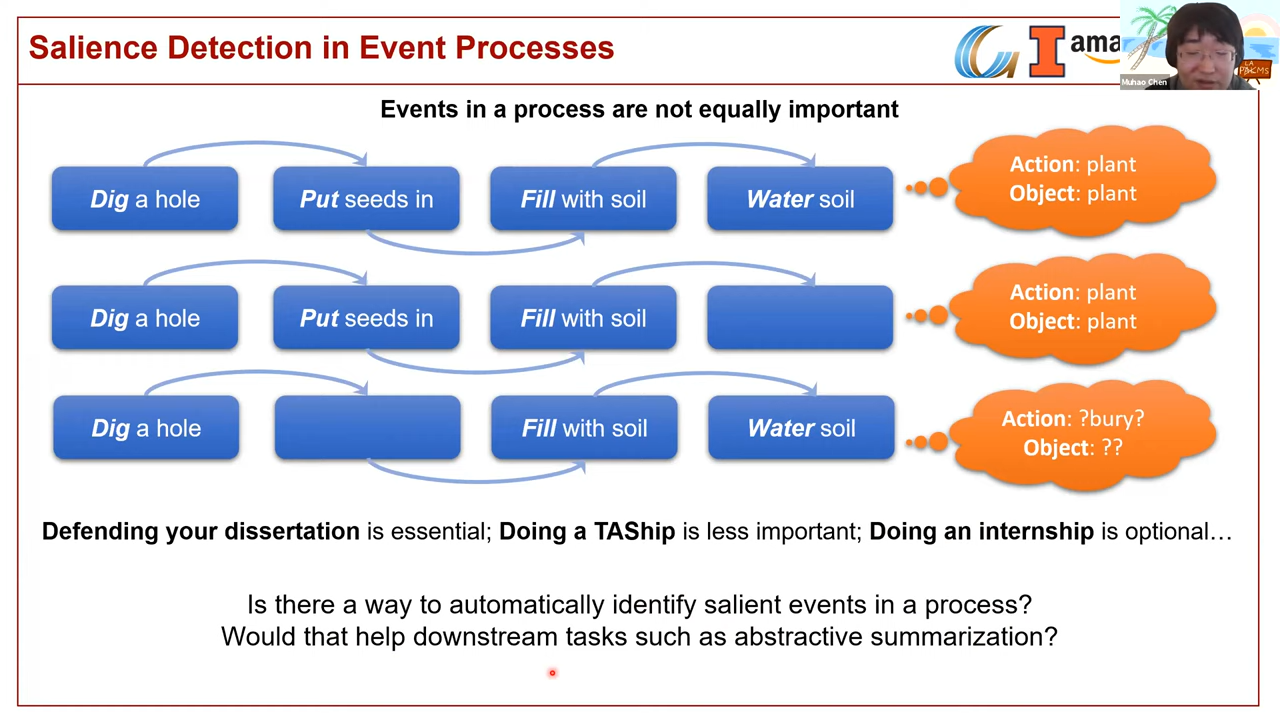 Salience Detection in Event Processes
ama
Muhao Chen
LA
Events in a process are not equally important
Dig a hole
Put seeds in
Fill with soil
Water soil
Action: plant
Object: plant
Dig a hole
Put seeds in
Fill with soil
Action: plant
Object: plant
Dig a hole
Fill with soil
Water soil
Action: ?bury?
Object: ??
Defending your dissertation is essential; Doing a TAShip is less important; Doing an internship is optional…
Is there a way to automatically identify salient events in a process?
Would that help downstream tasks such as abstractive summarization?